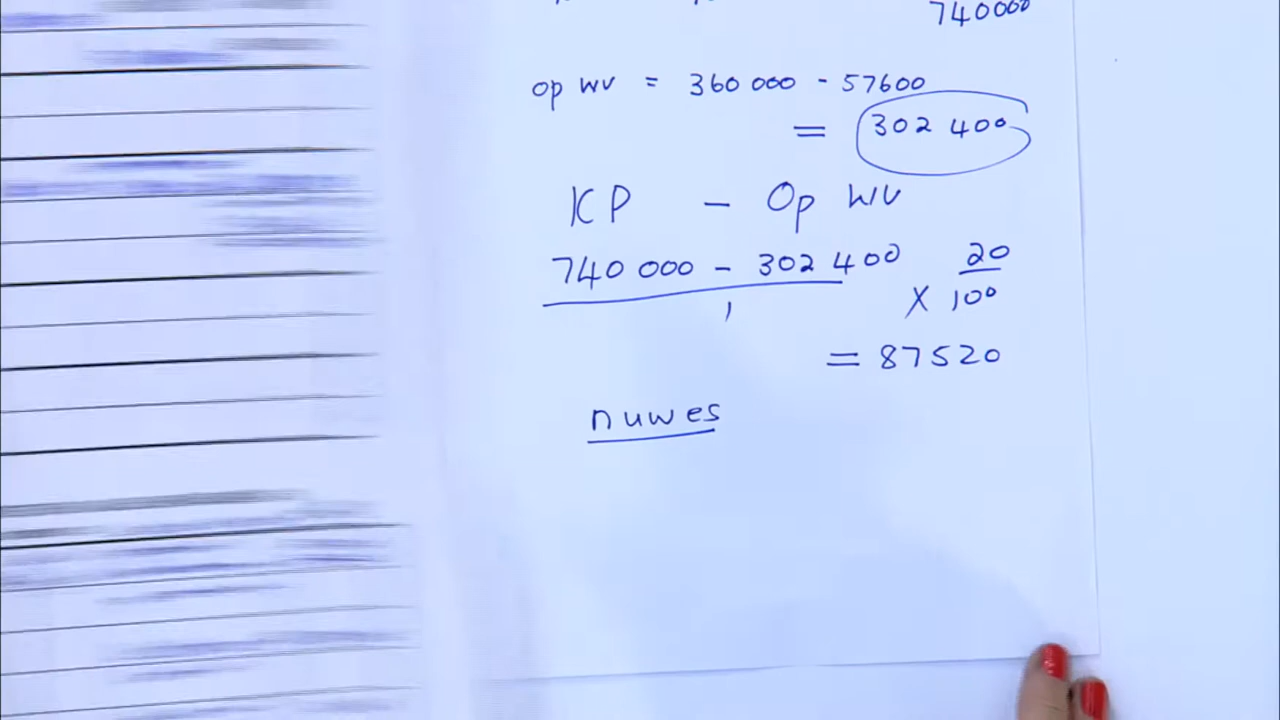 740000
op wv = 360 000 - 57600
= 302 400
KP - Op WV
740 000 - 302 400 20
X 100
1
= 87520
nuwes